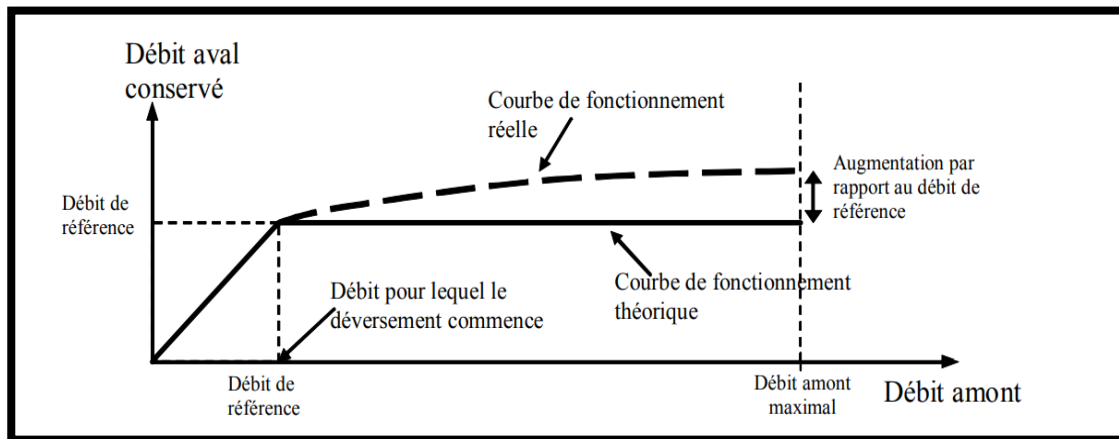 Débit aval
conservé
Courbe de fonctionnement
réelle
Augmentation par
rapport au débit de
référence
Débit de
référence
Courbe de fonctionnement
théorique
Débit pour lequel le
déversement commence
Débit de
référence
Débit amont
maximal
Débit amont